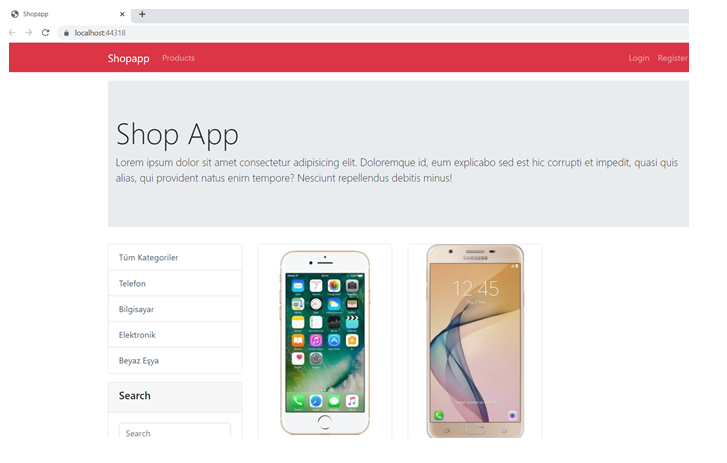 Shopapp
localhost:44318
Shopapp Products Login Register
Shop App
Lorem ipsum dolor sit amet consectetur adipisicing elit. Doloremque id, eum explicabo sed est hic corrupti et impedit, quasi quis
alias, qui provident natus enim tempore? Nesciunt repellendus debitis minus!
Tüm Kategoriler
Telefon
Bilgisayar
Elektronik
Beyaz Eşya
Search
Search
SAMSUNG
12:45